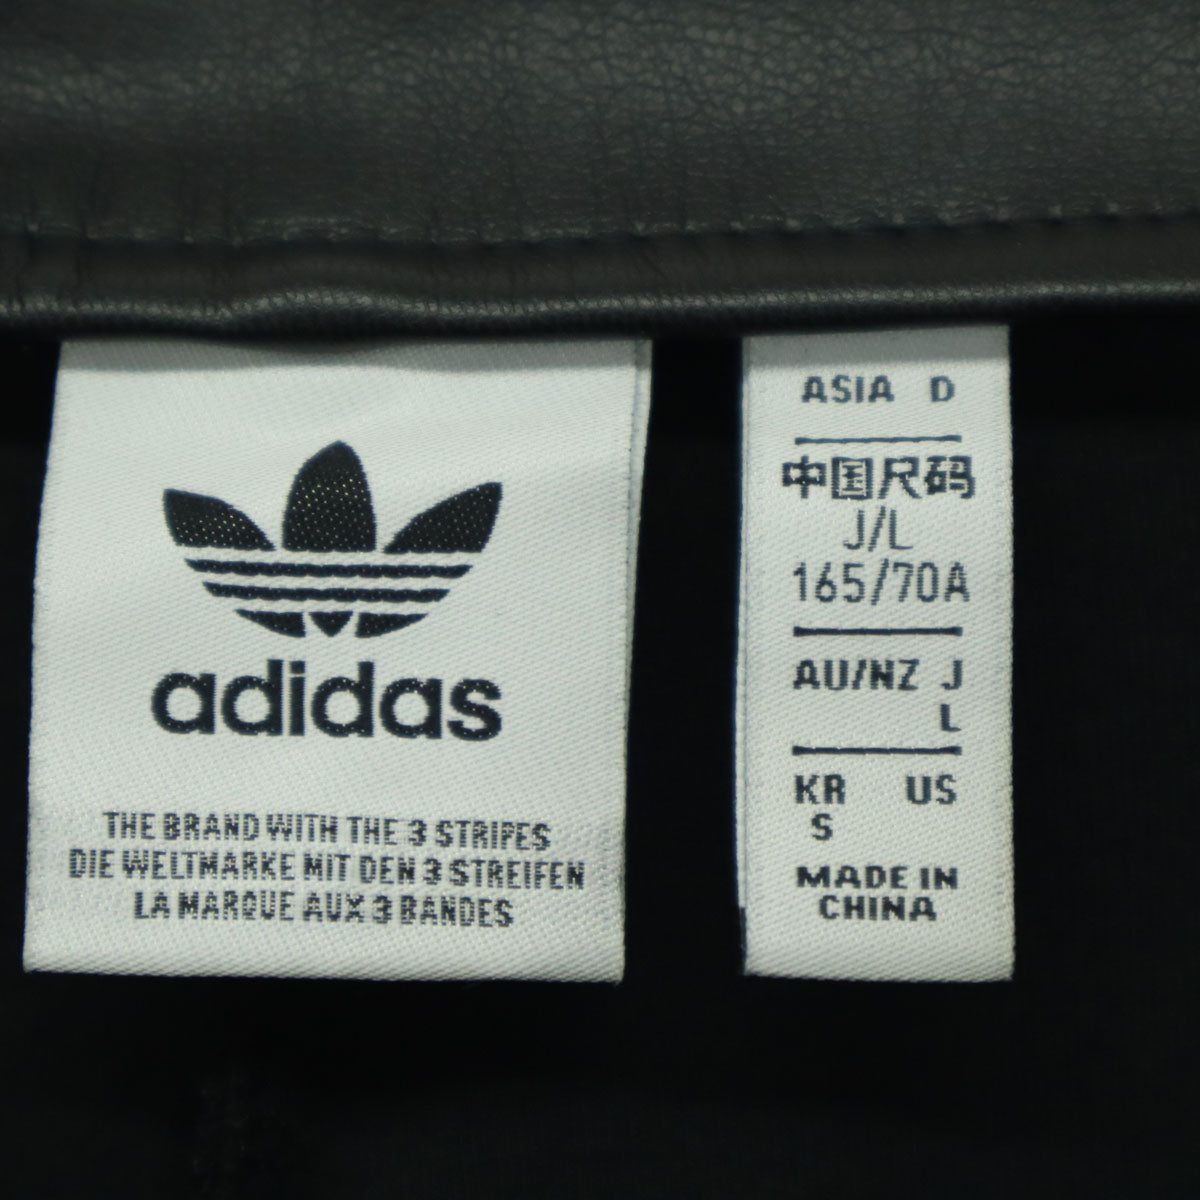 adidas
THE BRAND WITH THE 3 STRIPES
DIE WELTMARKE MIT DEN 3 STREIFEN
LA MARQUE AUX 3 BANDES
ASIA D
中国尺码
J/L
165/70A
AU/NZ J
L
KR US
S
MADE IN
CHINA